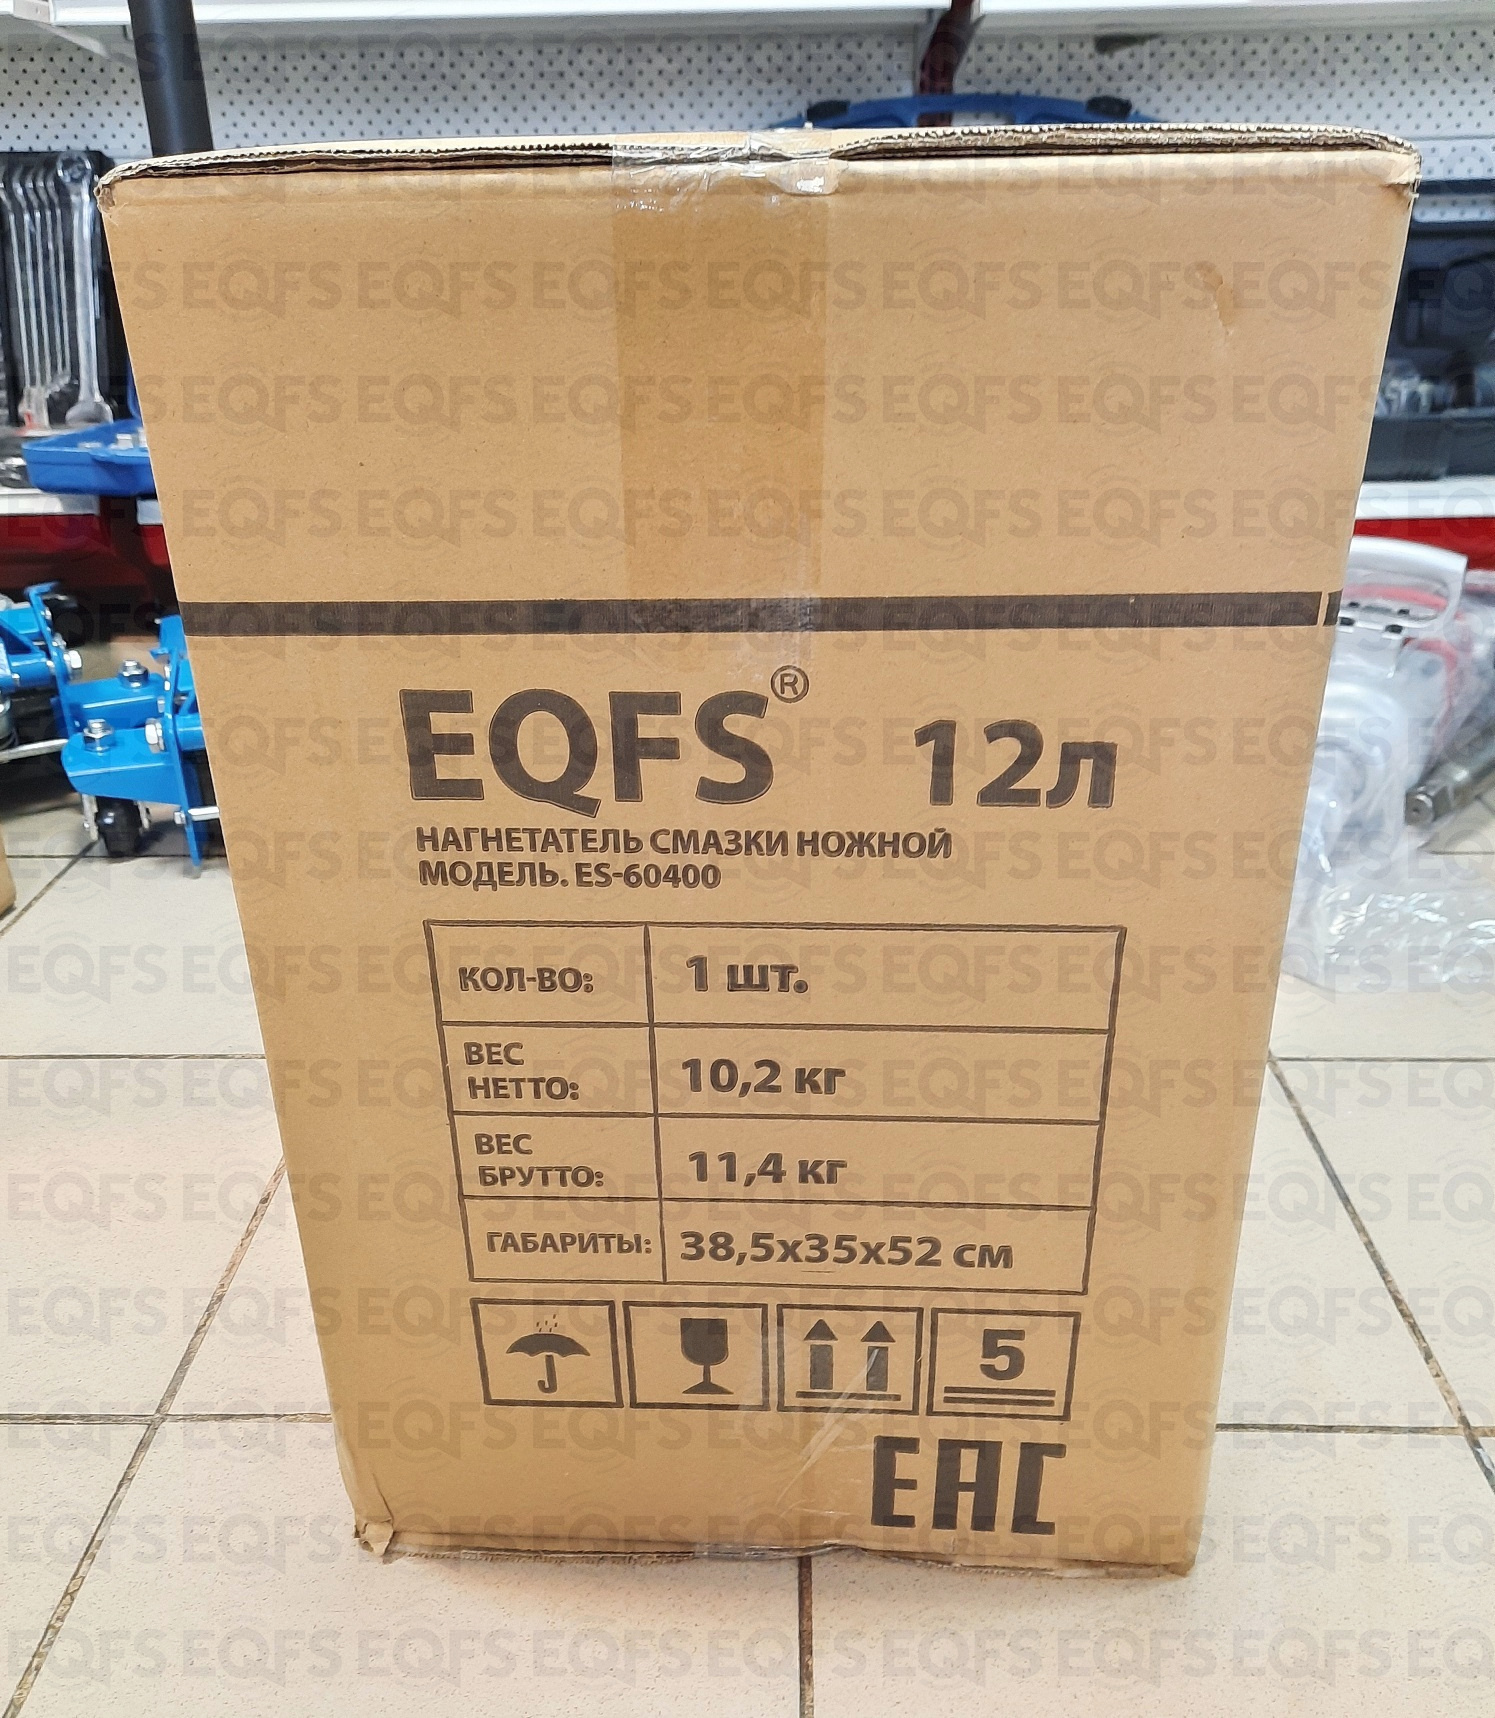 EQFS® 12л
НАГНЕТАТЕЛЬ СМАЗКИ НОЖНОЙ
МОДЕЛЬ. ES-60400
КОЛ-ВО: 1 шт.
ВЕС
НЕТТО: 10,2 кг
ВЕС
БРУТТО: 11,4 кг
ГАБАРИТЫ: 38,5х35х52 см
5
EAC